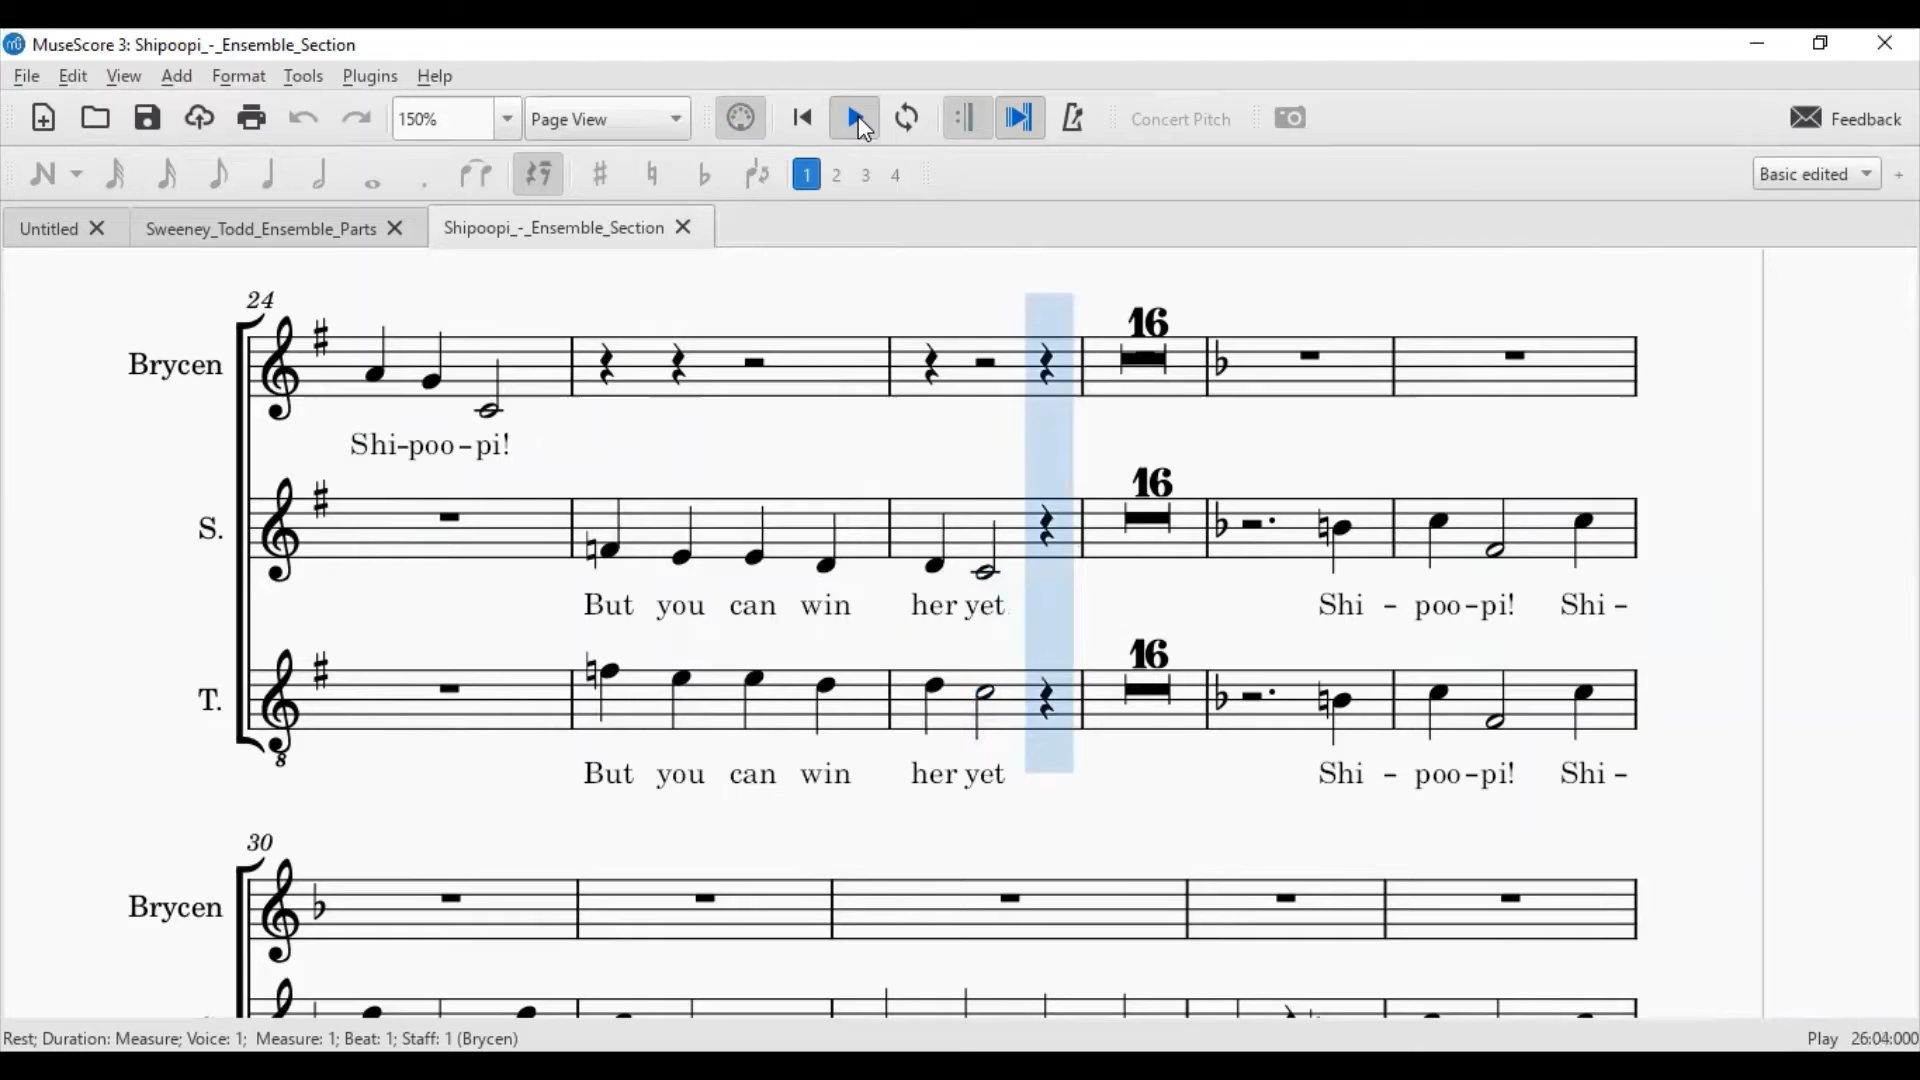 MuseScore 3: Shipoopi_-_Ensemble_Section
File Edit View Add Format Tools Plugins Help
150% Page View Concert Pitch Feedback
1 2 3 4 Basic edited +
Untitled Sweeney_Todd_Ensemble_Parts Shipoopi_-_Ensemble_Section
24
16
Brycen
Shi-poo-pi!
16
S.
But you can win her yet Shi - poo-pi! Shi -
16
T.
8
But you can win her yet Shi - poo-pi! Shi -
30
Brycen
Rest; Duration: Measure; Voice: 1; Measure: 1; Beat: 1; Staff: 1 (Brycen) Play 26:04:000